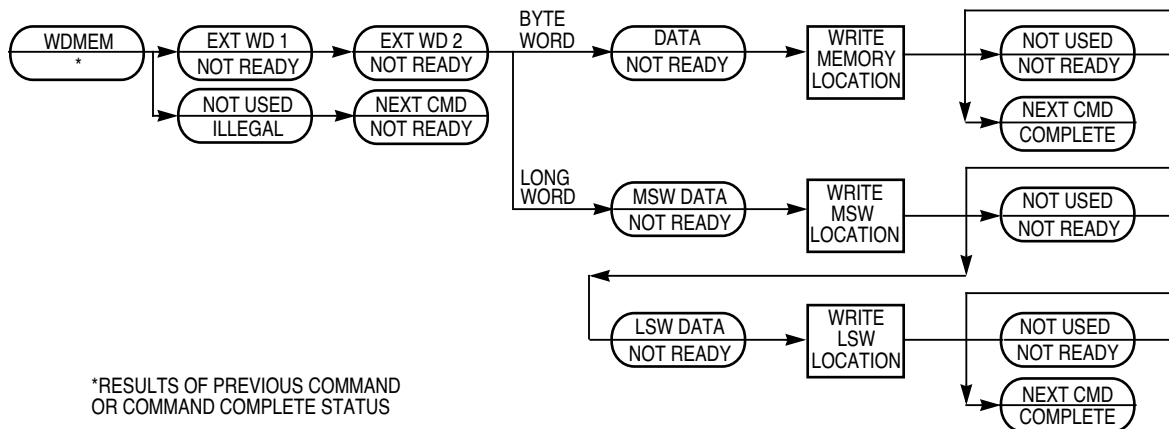 WDMEM
*
EXT WD 1
NOT READY
EXT WD 2
NOT READY
NOT USED
ILLEGAL
NEXT CMD
NOT READY
BYTE
WORD
DATA
NOT READY
WRITE
MEMORY
LOCATION
NOT USED
NOT READY
NEXT CMD
COMPLETE
LONG
WORD
MSW DATA
NOT READY
WRITE
MSW
LOCATION
NOT USED
NOT READY
LSW DATA
NOT READY
WRITE
LSW
LOCATION
NOT USED
NOT READY
NEXT CMD
COMPLETE
*RESULTS OF PREVIOUS COMMAND
OR COMMAND COMPLETE STATUS